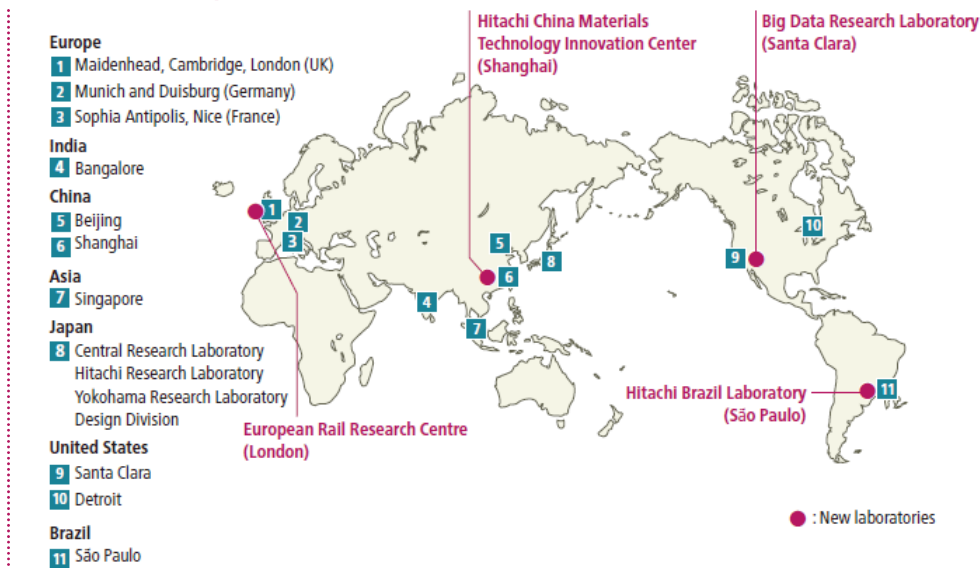 Europe
1 Maidenhead, Cambridge, London (UK)
2 Munich and Duisburg (Germany)
3 Sophia Antipolis, Nice (France)
India
4 Bangalore
China
5 Beijing
6 Shanghai
Asia
7 Singapore
Japan
8 Central Research Laboratory
Hitachi Research Laboratory
Yokohama Research Laboratory
Design Division
United States
9 Santa Clara
10 Detroit
Brazil
11 São Paulo
Hitachi China Materials
Technology Innovation Center
(Shanghai)
Big Data Research Laboratory
(Santa Clara)
1
2
3
4
5
6
7
8
9
10
11
European Rail Research Centre
(London)
Hitachi Brazil Laboratory
(São Paulo)
: New laboratories